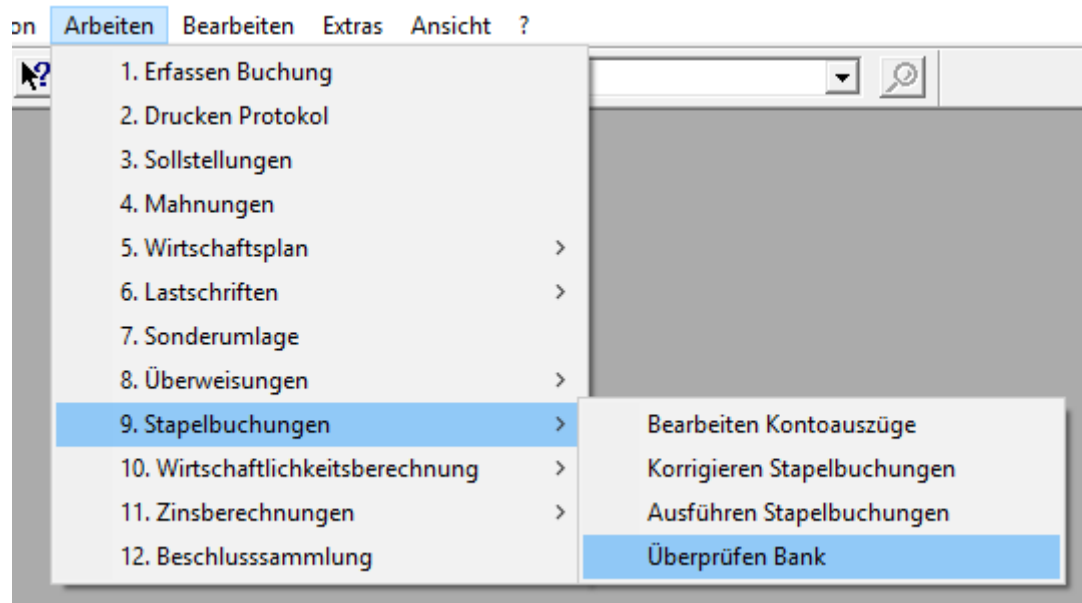 on Arbeiten Bearbeiten Extras Ansicht ?
1. Erfassen Buchung
2. Drucken Protokol
3. Sollstellungen
4. Mahnungen
5. Wirtschaftsplan >
6. Lastschriften >
7. Sonderumlage
8. Überweisungen >
9. Stapelbuchungen >
10. Wirtschaftlichkeitsberechnung >
11. Zinsberechnungen >
12. Beschlusssammlung
Bearbeiten Kontoauszüge
Korrigieren Stapelbuchungen
Ausführen Stapelbuchungen
Überprüfen Bank